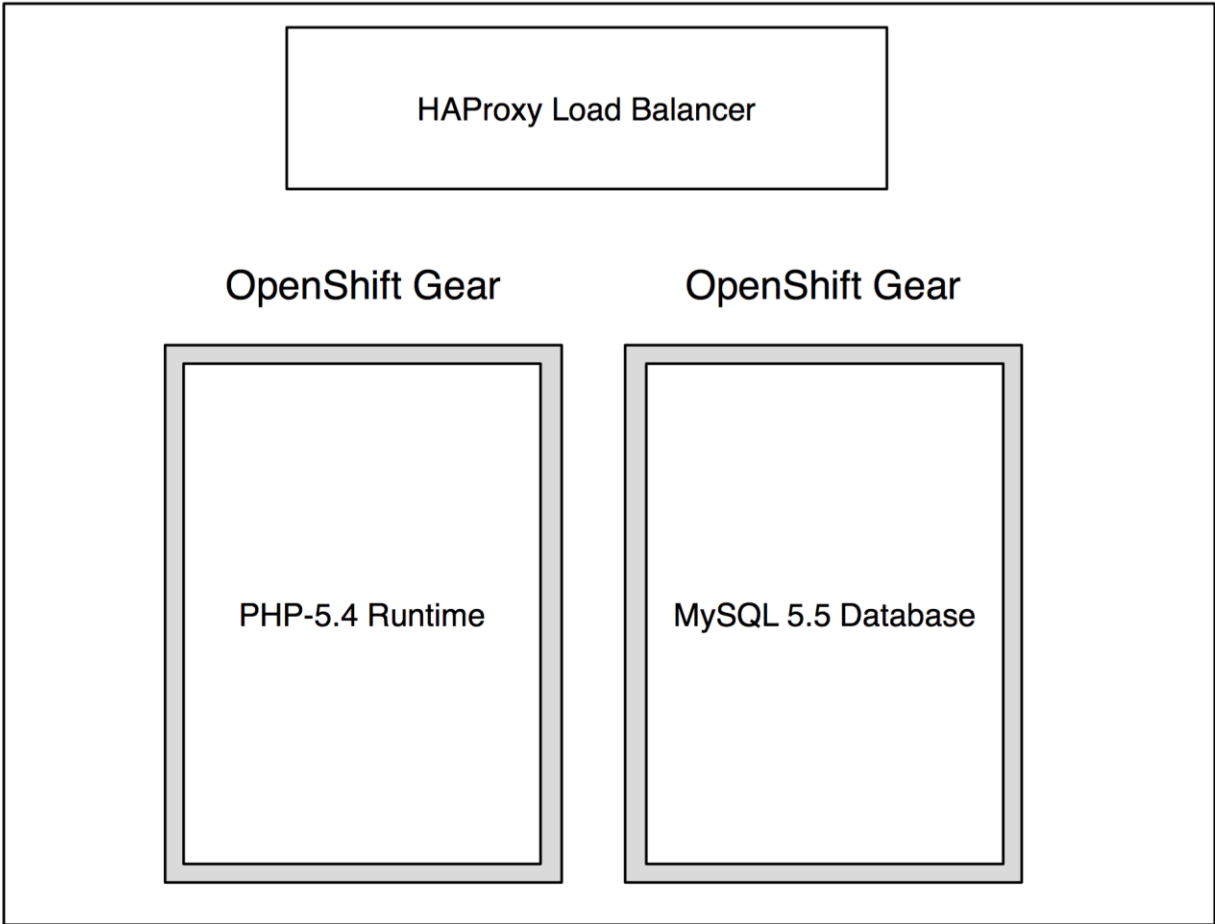 HAProxy Load Balancer
OpenShift Gear
OpenShift Gear
PHP-5.4 Runtime
MySQL 5.5 Database